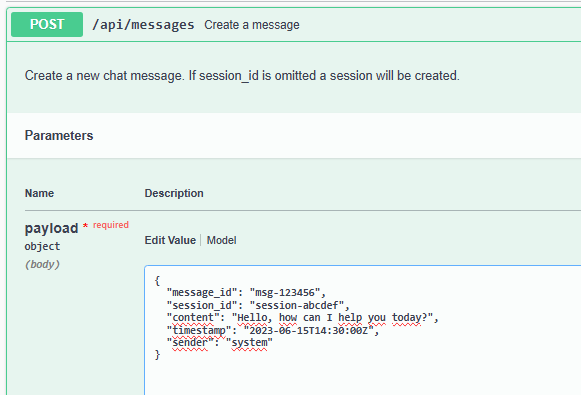 POST /api/messages Create a message
Create a new chat message. If session_id is omitted a session will be created.
Parameters
Name Description
payload * required
object
(body)
Edit Value Model
{
  "message_id": "msg-123456",
  "session_id": "session-abcdef",
  "content": "Hello, how can I help you today?",
  "timestamp": "2023-06-15T14:30:00Z",
  "sender": "system"
}